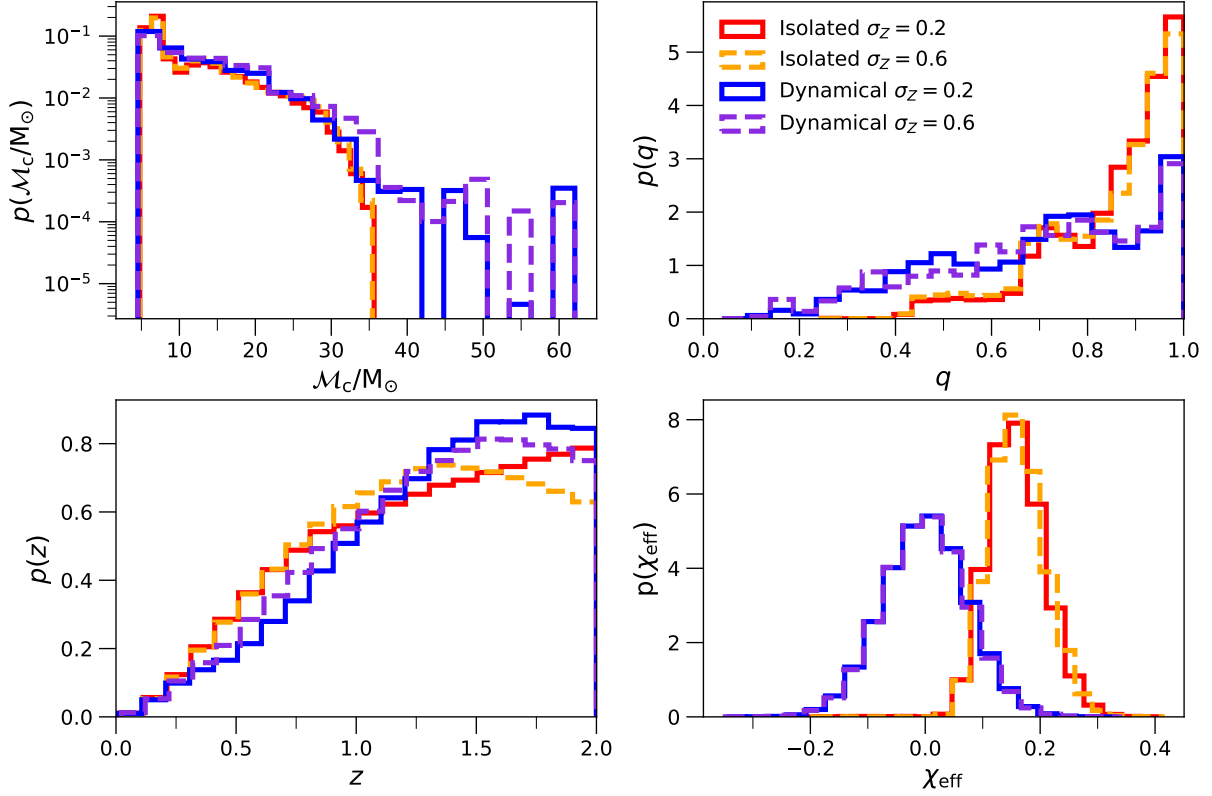 p(ℳc/M⊙)
10⁻¹
10⁻²
10⁻³
10⁻⁴
10⁻⁵
10 20 30 40 50 60
ℳc/M⊙
p(q)
5
4
3
2
1
0
0.0 0.2 0.4 0.6 0.8 1.0
q
Isolated σZ = 0.2
Isolated σZ = 0.6
Dynamical σZ = 0.2
Dynamical σZ = 0.6
p(z)
0.8
0.6
0.4
0.2
0.0
0.0 0.5 1.0 1.5 2.0
z
p(χeff)
8
6
4
2
0
−0.2 0.0 0.2 0.4
χeff